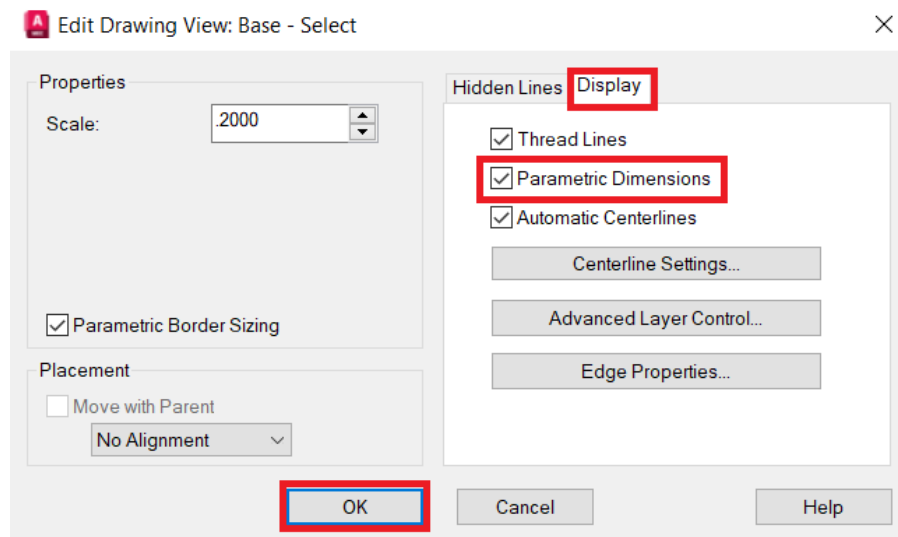 Edit Drawing View: Base - Select
Properties
Scale:
.2000
Parametric Border Sizing
Placement
Move with Parent
No Alignment
Hidden Lines
Display
Thread Lines
Parametric Dimensions
Automatic Centerlines
Centerline Settings...
Advanced Layer Control...
Edge Properties...
OK
Cancel
Help